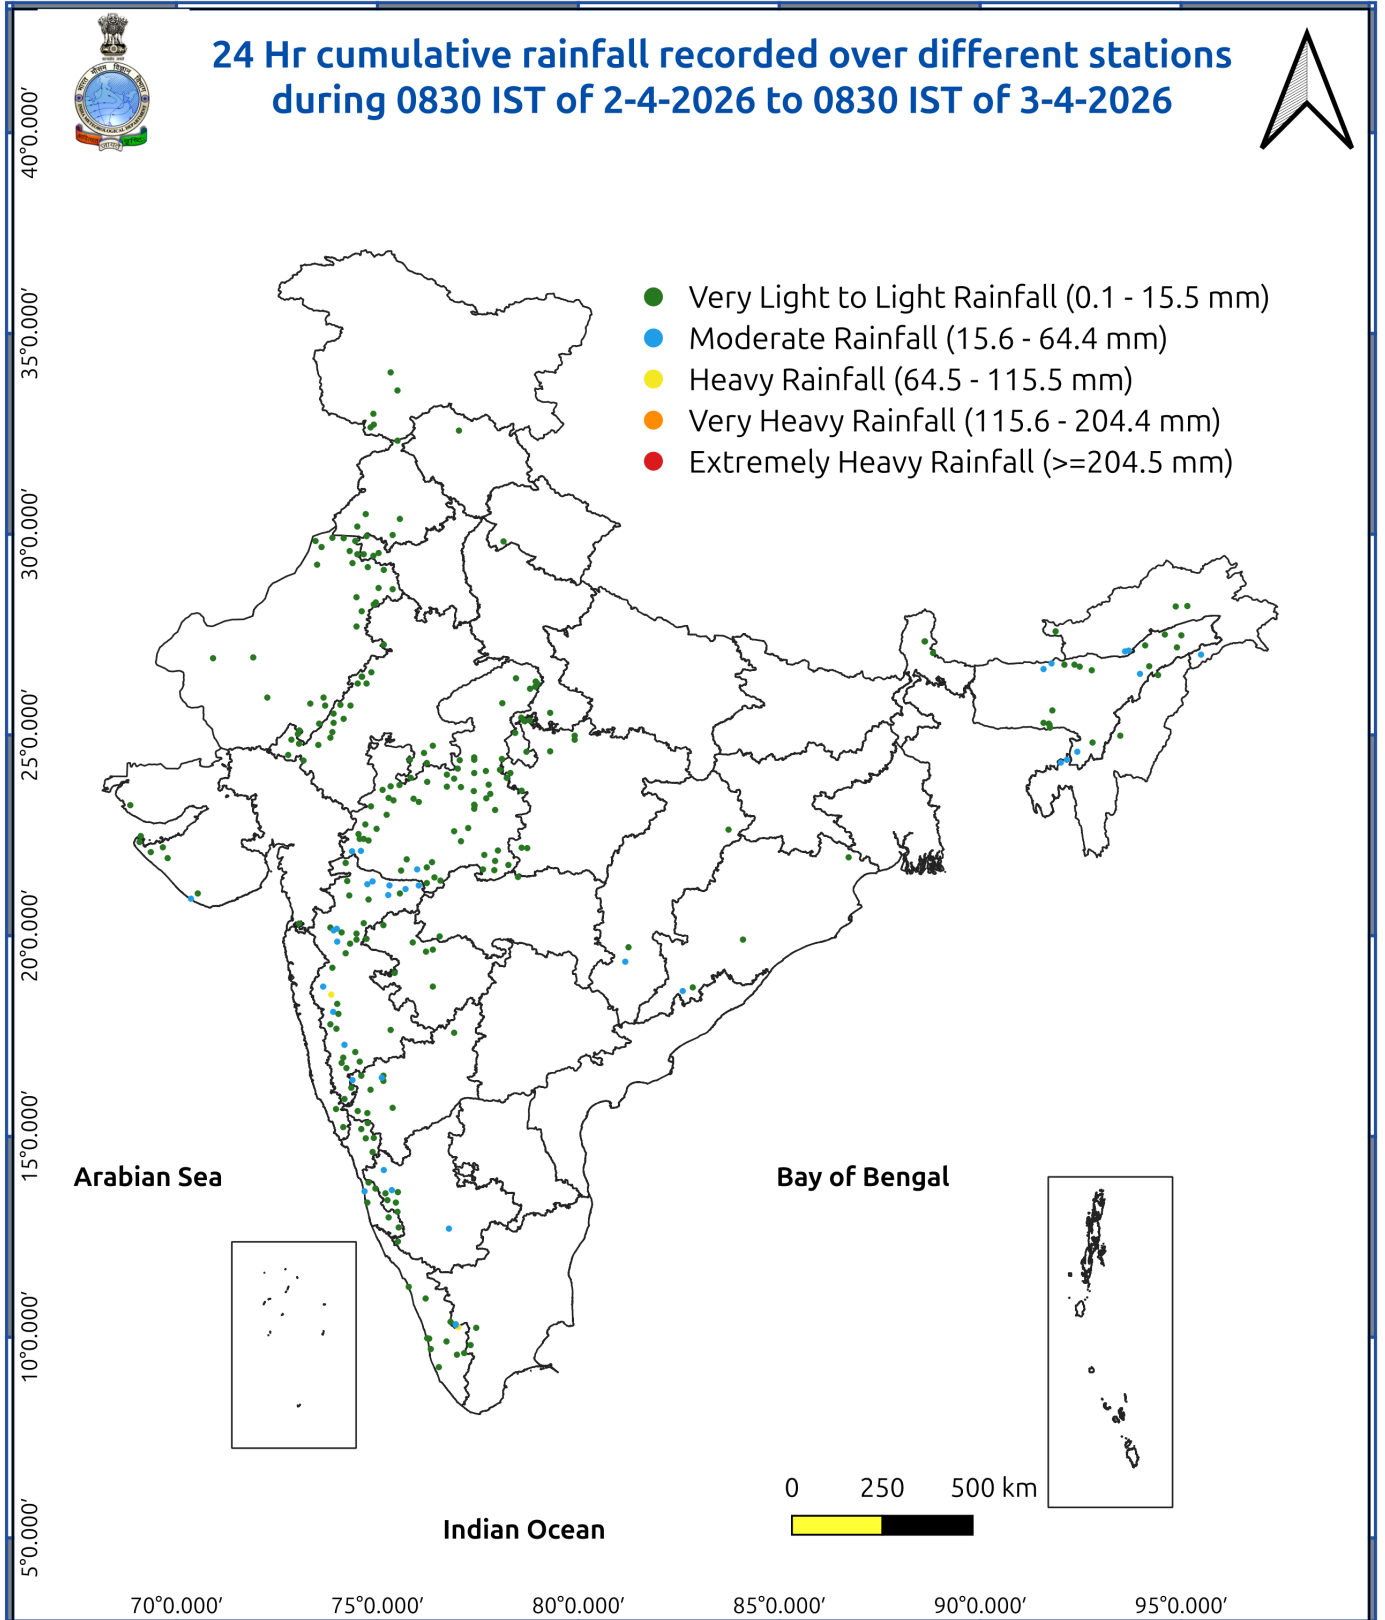 24 Hr cumulative rainfall recorded over different stations
during 0830 IST of 2-4-2026 to 0830 IST of 3-4-2026
Very Light to Light Rainfall (0.1 - 15.5 mm)
Moderate Rainfall (15.6 - 64.4 mm)
Heavy Rainfall (64.5 - 115.5 mm)
Very Heavy Rainfall (115.6 - 204.4 mm)
Extremely Heavy Rainfall (>=204.5 mm)
40°0.000′
35°0.000′
30°0.000′
25°0.000′
20°0.000′
15°0.000′
10°0.000′
5°0.000′
Arabian Sea
Bay of Bengal
Indian Ocean
0 250 500 km
70°0.000′ 75°0.000′ 80°0.000′ 85°0.000′ 90°0.000′ 95°0.000′